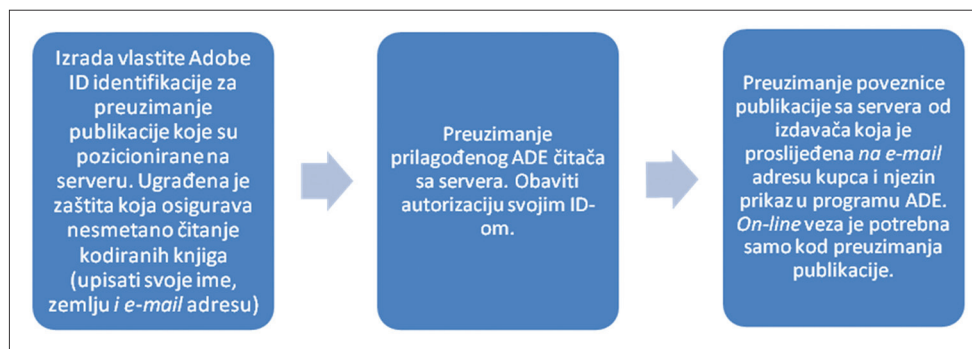 Izrada vlastite Adobe
ID identifikacije za
preuzimanje
publikacije koje su
pozicionirane na
serveru. Ugrađena je
zaštita koja osigurava
nesmetano čitanje
kodiranih knjiga
(upisati svoje ime,
zemlju i e-mail adresu)
Preuzimanje
prilagođenog ADE čitača
sa servera. Obaviti
autorizaciju svojim ID-
om.
Preuzimanje poveznice
publikacije sa servera od
izdavača koja je
proslijeđena na e-mail
adresu kupca i njezin
prikaz u programu ADE.
On-line veza je potrebna
samo kod preuzimanja
publikacije.